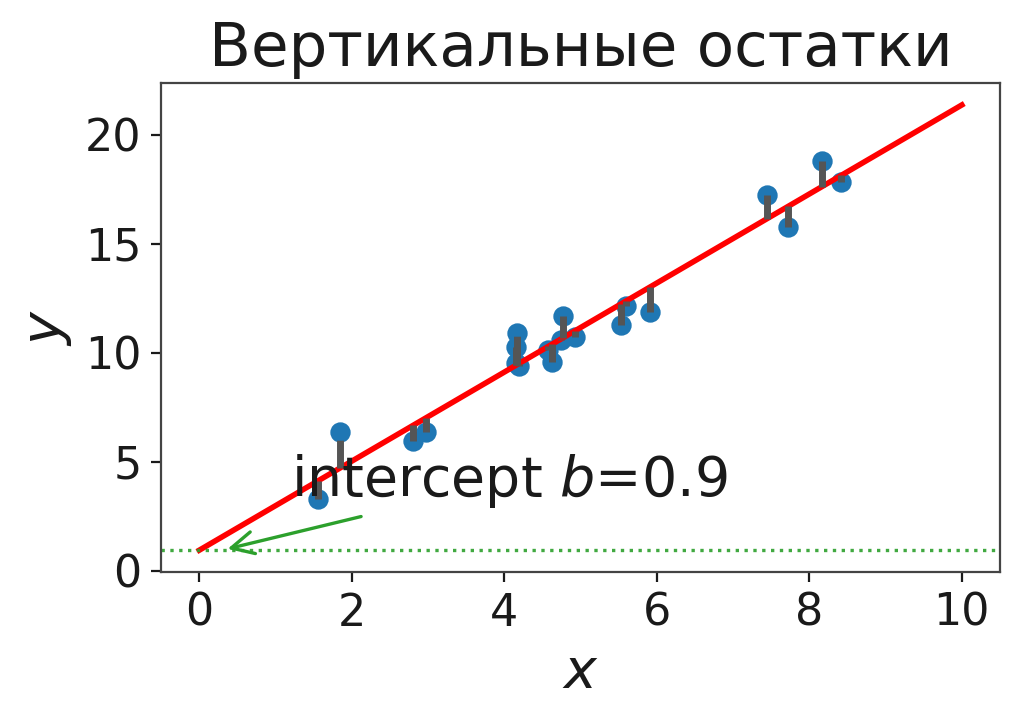 Вертикальные остатки
y
20
15
10
5
0
intercept b=0.9
0 2 4 6 8 10
x